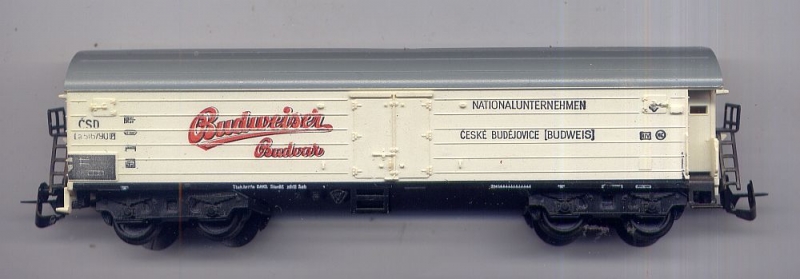 ČSD
Budweiser
Budvar
NATIONALUNTERNEHMEN
ČESKÉ BUDĚJOVICE [BUDWEIS]